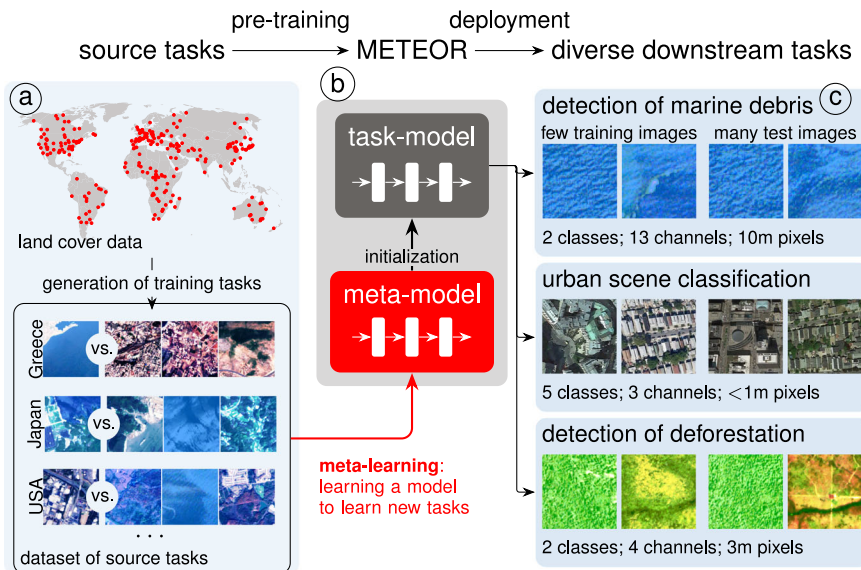 pre-training
deployment
source tasks
METEOR
diverse downstream tasks
a
land cover data
generation of training tasks
Greece
vs.
Japan
vs.
USA
vs.
. . .
dataset of source tasks
b
task-model
initialization
meta-model
meta-learning:
learning a model
to learn new tasks
c
detection of marine debris
few training images
many test images
2 classes; 13 channels; 10m pixels
urban scene classification
5 classes; 3 channels; <1m pixels
detection of deforestation
2 classes; 4 channels; 3m pixels